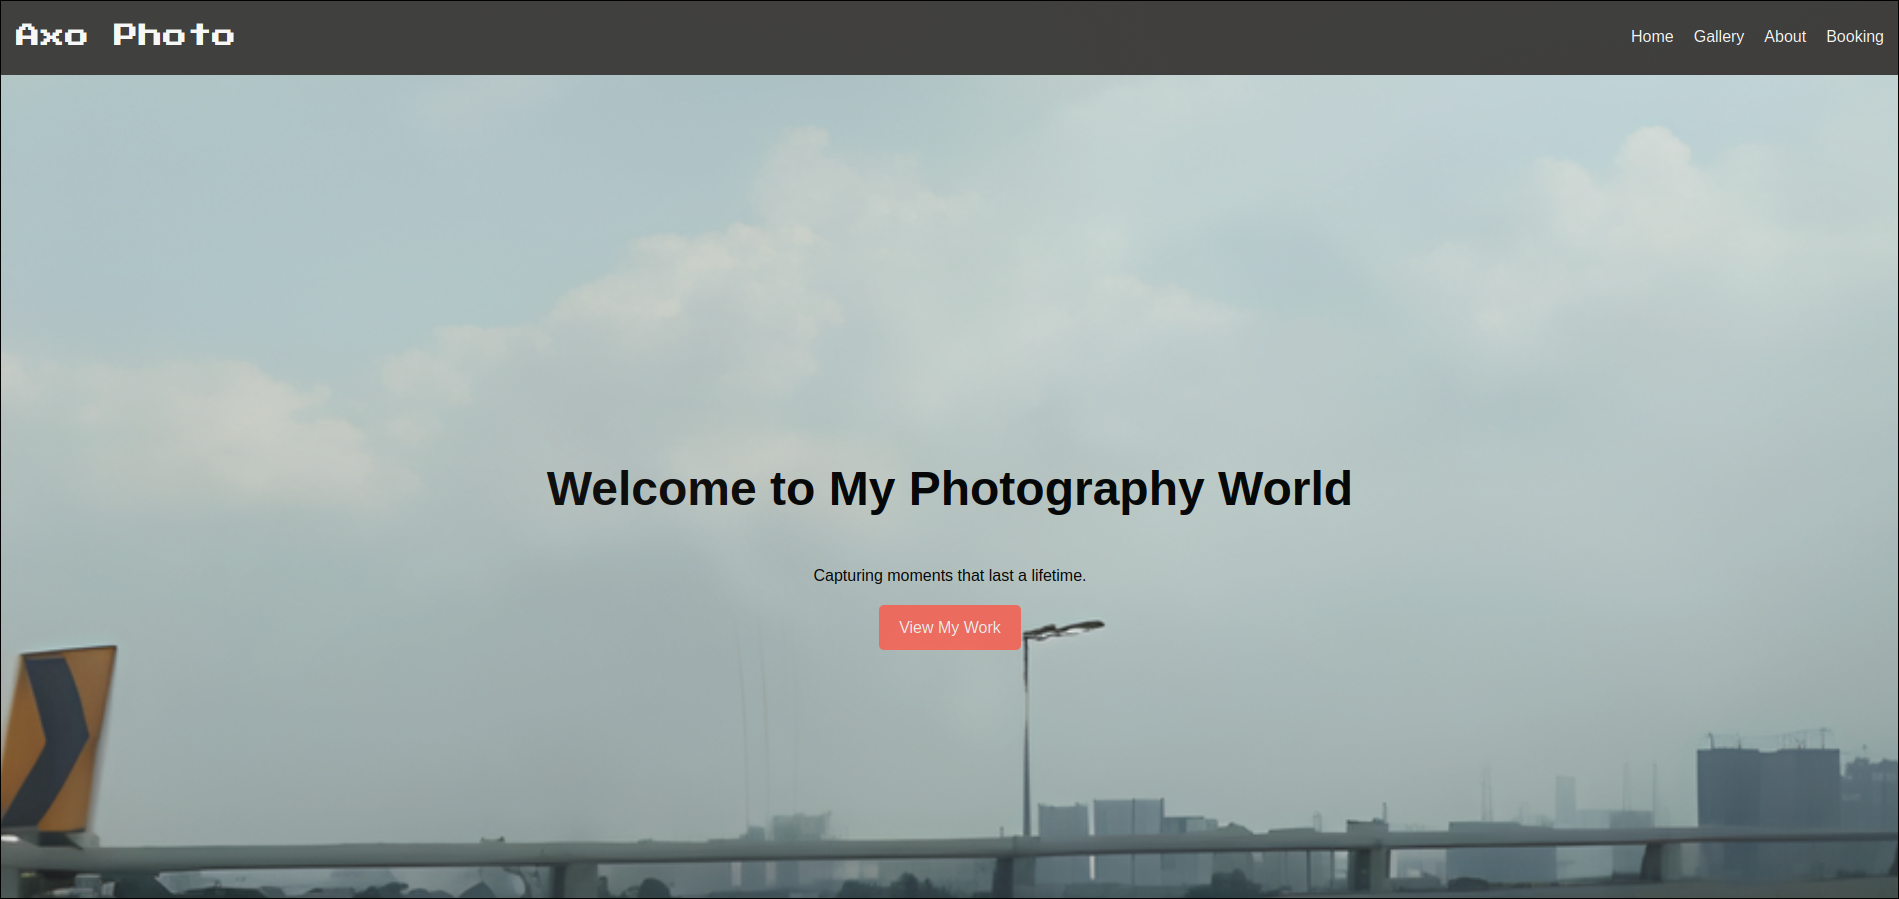 Axo Photo
Home Gallery About Booking
Welcome to My Photography World
Capturing moments that last a lifetime.
View My Work